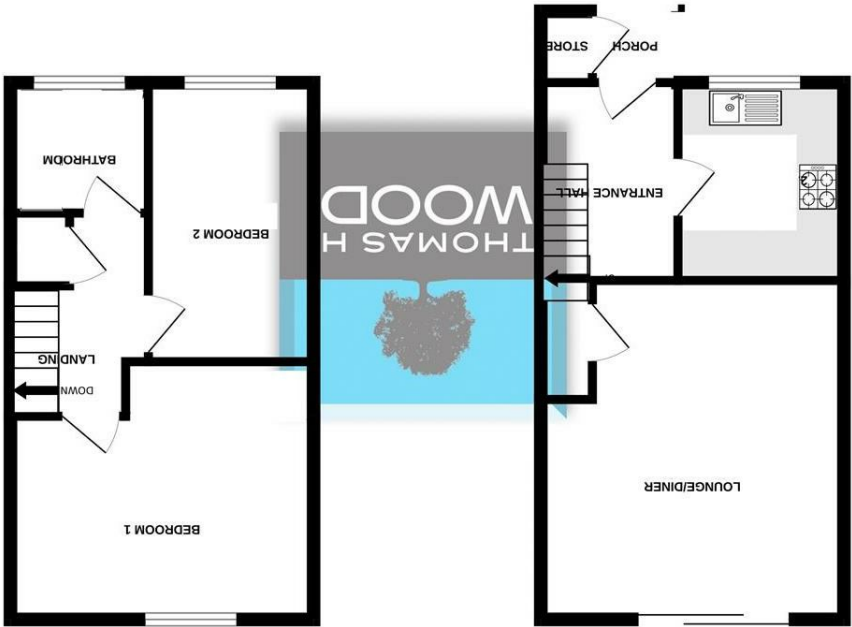 LOUNGE/DINER
ENTRANCE HALL
PORCH
STORE
THOMAS H
WOOD
BEDROOM 1
DOWN
LANDING
BEDROOM 2
BATHROOM